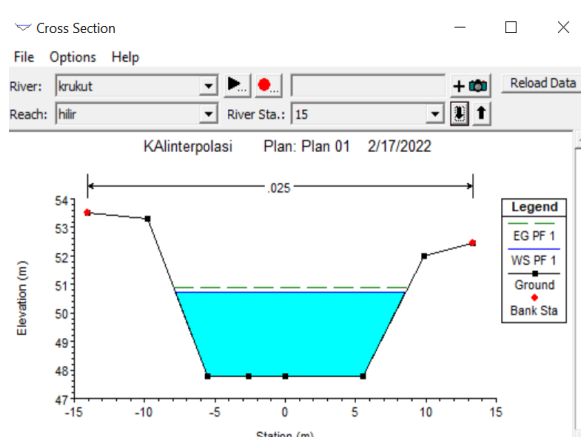 Cross Section
File Options Help
River: krukut
Reload Data
Reach: hilir River Sta.: 15
KAlinterpolasi Plan: Plan 01 2/17/2022
.025
Legend
EG PF 1
WS PF 1
Ground
Bank Sta
Elevation (m)
54
53
52
51
50
49
48
47
-15 -10 -5 0 5 10 15
Station (m)